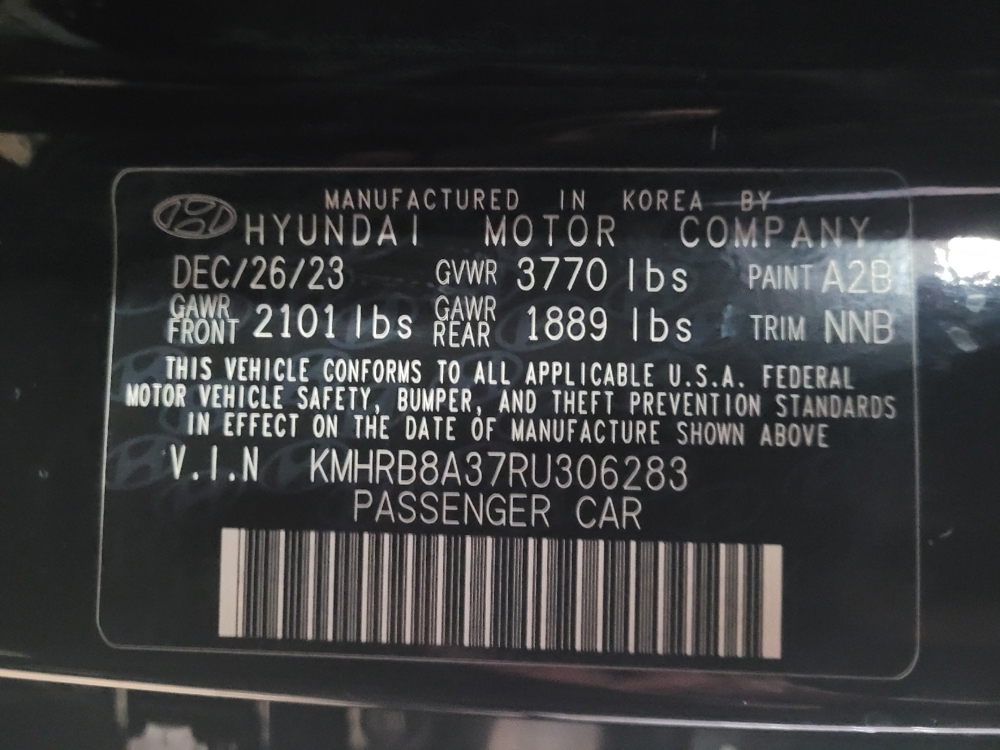 MANUFACTURED IN KOREA BY
HYUNDAI MOTOR COMPANY
DEC/26/23 GVWR 3770 lbs PAINT A2B
GAWR FRONT 2101 lbs GAWR REAR 1889 lbs TRIM NNB
THIS VEHICLE CONFORMS TO ALL APPLICABLE U.S.A. FEDERAL
MOTOR VEHICLE SAFETY, BUMPER, AND THEFT PREVENTION STANDARDS
IN EFFECT ON THE DATE OF MANUFACTURE SHOWN ABOVE
V.I.N KMHRB8A37RU306283
PASSENGER CAR